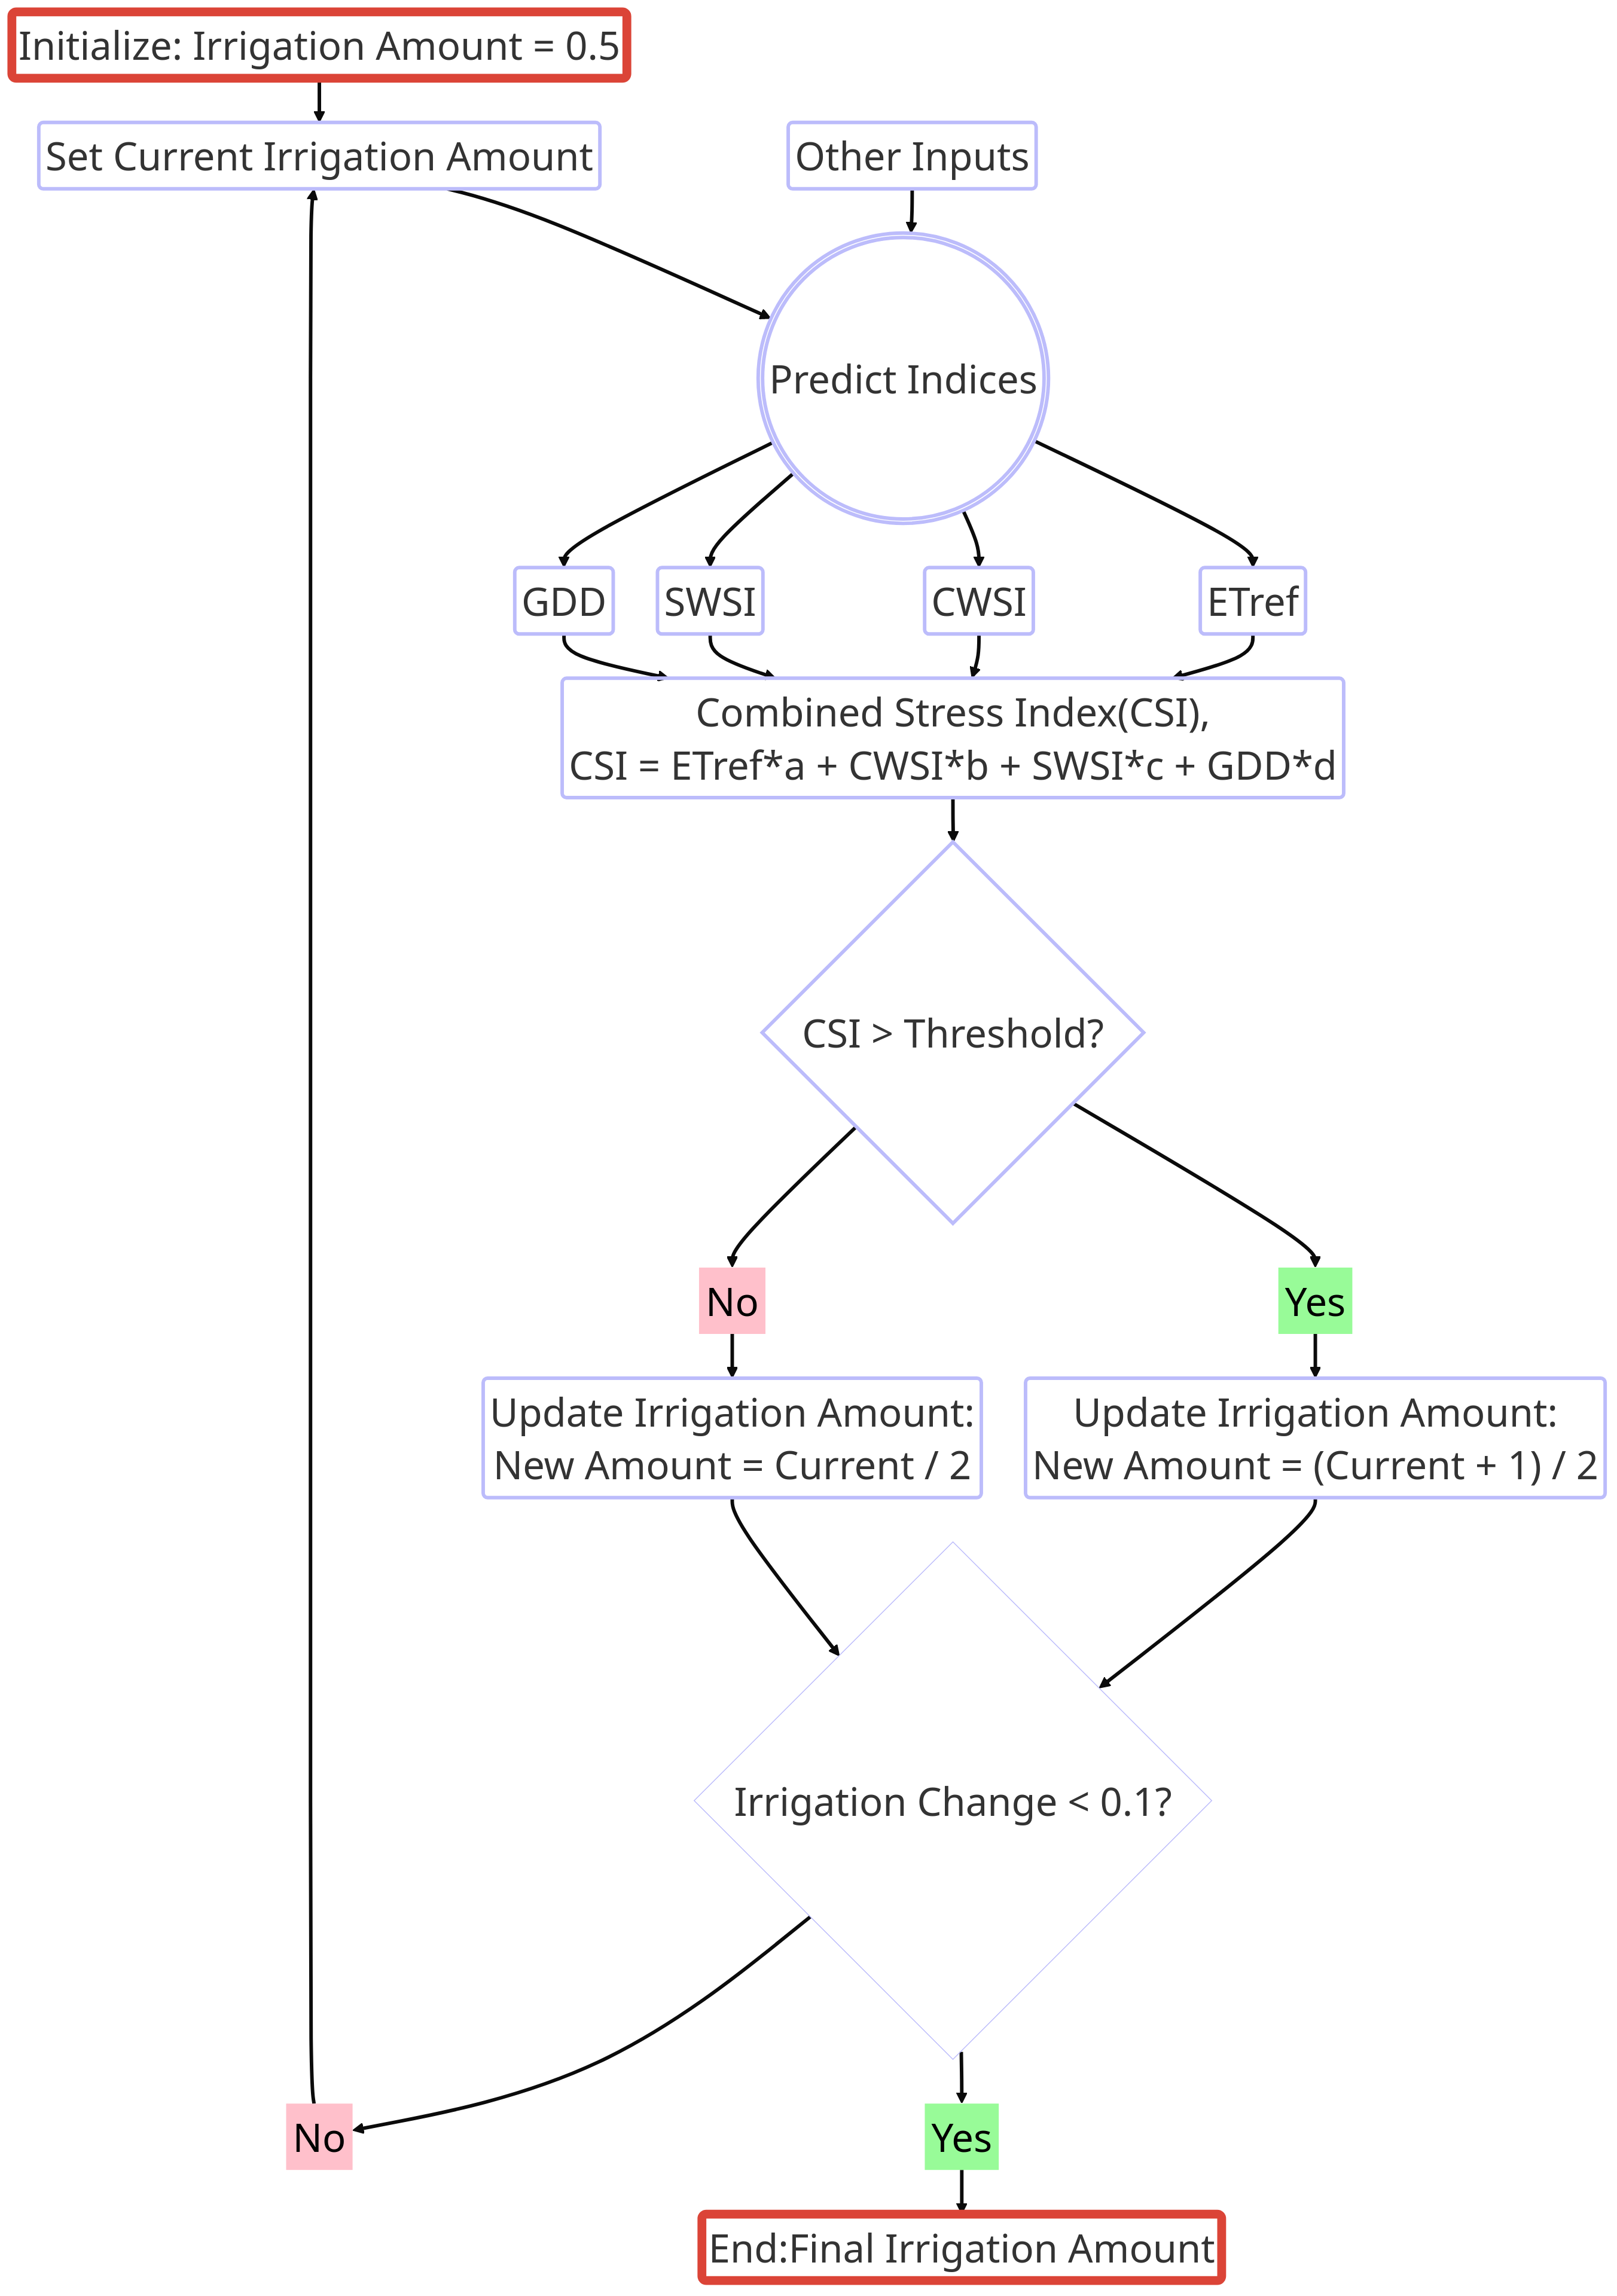 Initialize: Irrigation Amount = 0.5
Set Current Irrigation Amount
Other Inputs
Predict Indices
GDD
SWSI
CWSI
ETref
Combined Stress Index(CSI),
CSI = ETref*a + CWSI*b + SWSI*c + GDD*d
CSI > Threshold?
No
Yes
Update Irrigation Amount:
New Amount = Current / 2
Update Irrigation Amount:
New Amount = (Current + 1) / 2
Irrigation Change < 0.1?
No
Yes
End:Final Irrigation Amount